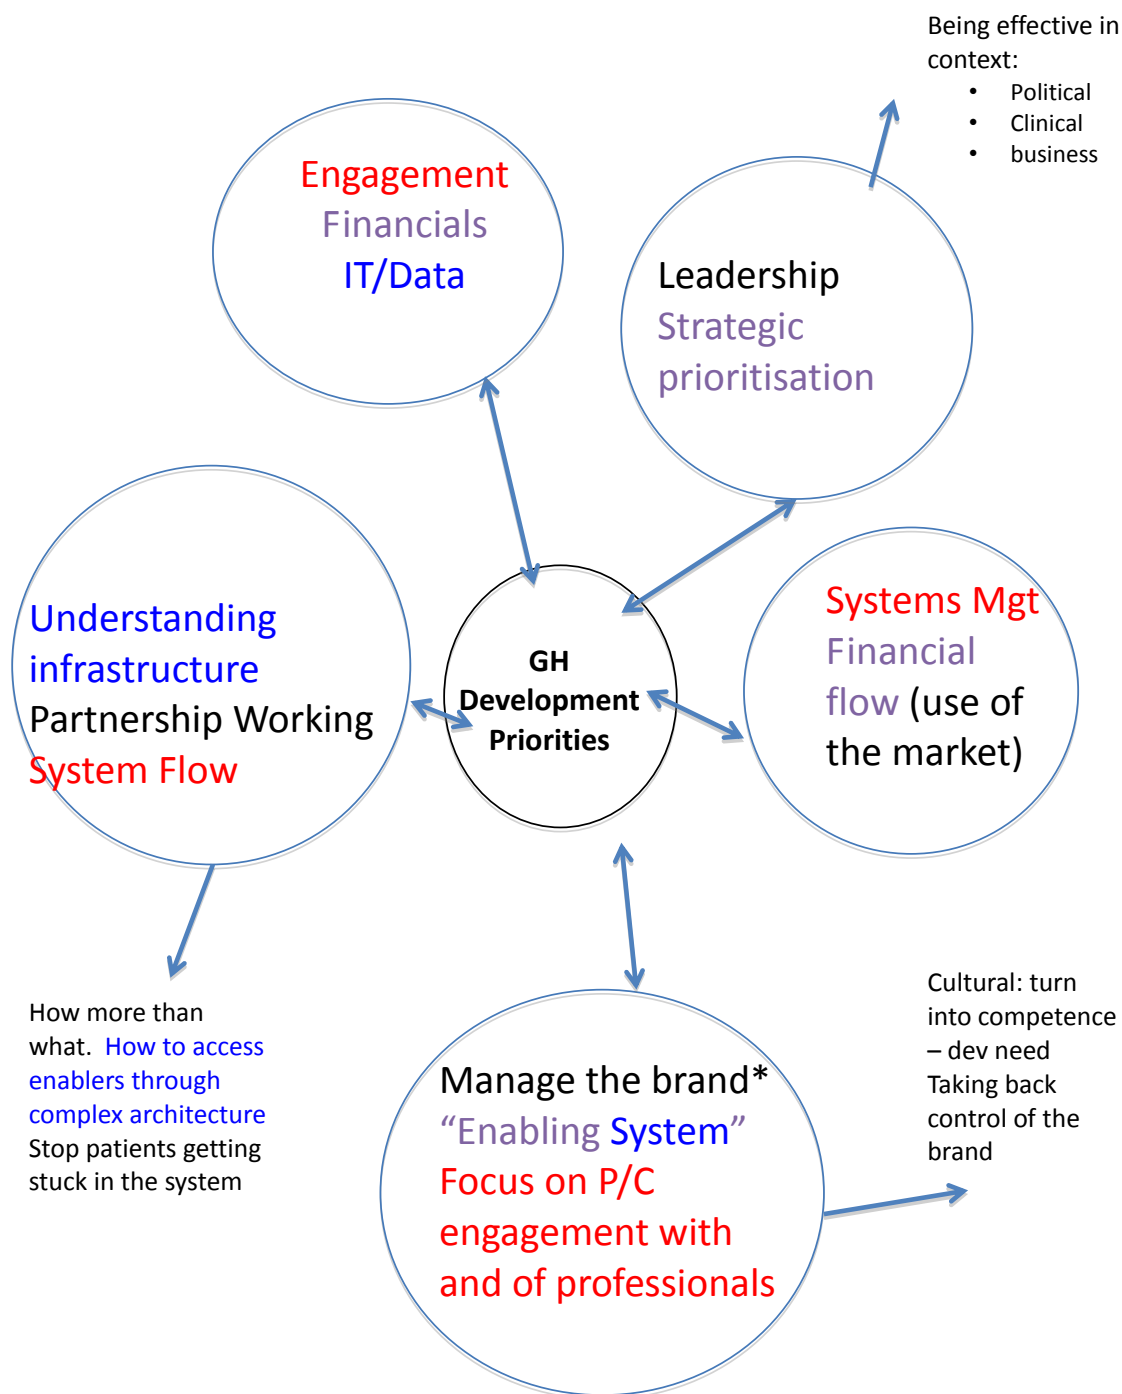 Being effective in
context:
• Political
• Clinical
• business
Engagement
Financials
IT/Data
Leadership
Strategic
prioritisation
Understanding
infrastructure
Partnership Working
System Flow
GH
Development
Priorities
Systems Mgt
Financial
flow (use of
the market)
How more than
what.  How to access
enablers through
complex architecture
Stop patients getting
stuck in the system
Manage the brand*
“Enabling System”
Focus on P/C
engagement with
and of professionals
Cultural: turn
into competence
– dev need
Taking back
control of the
brand